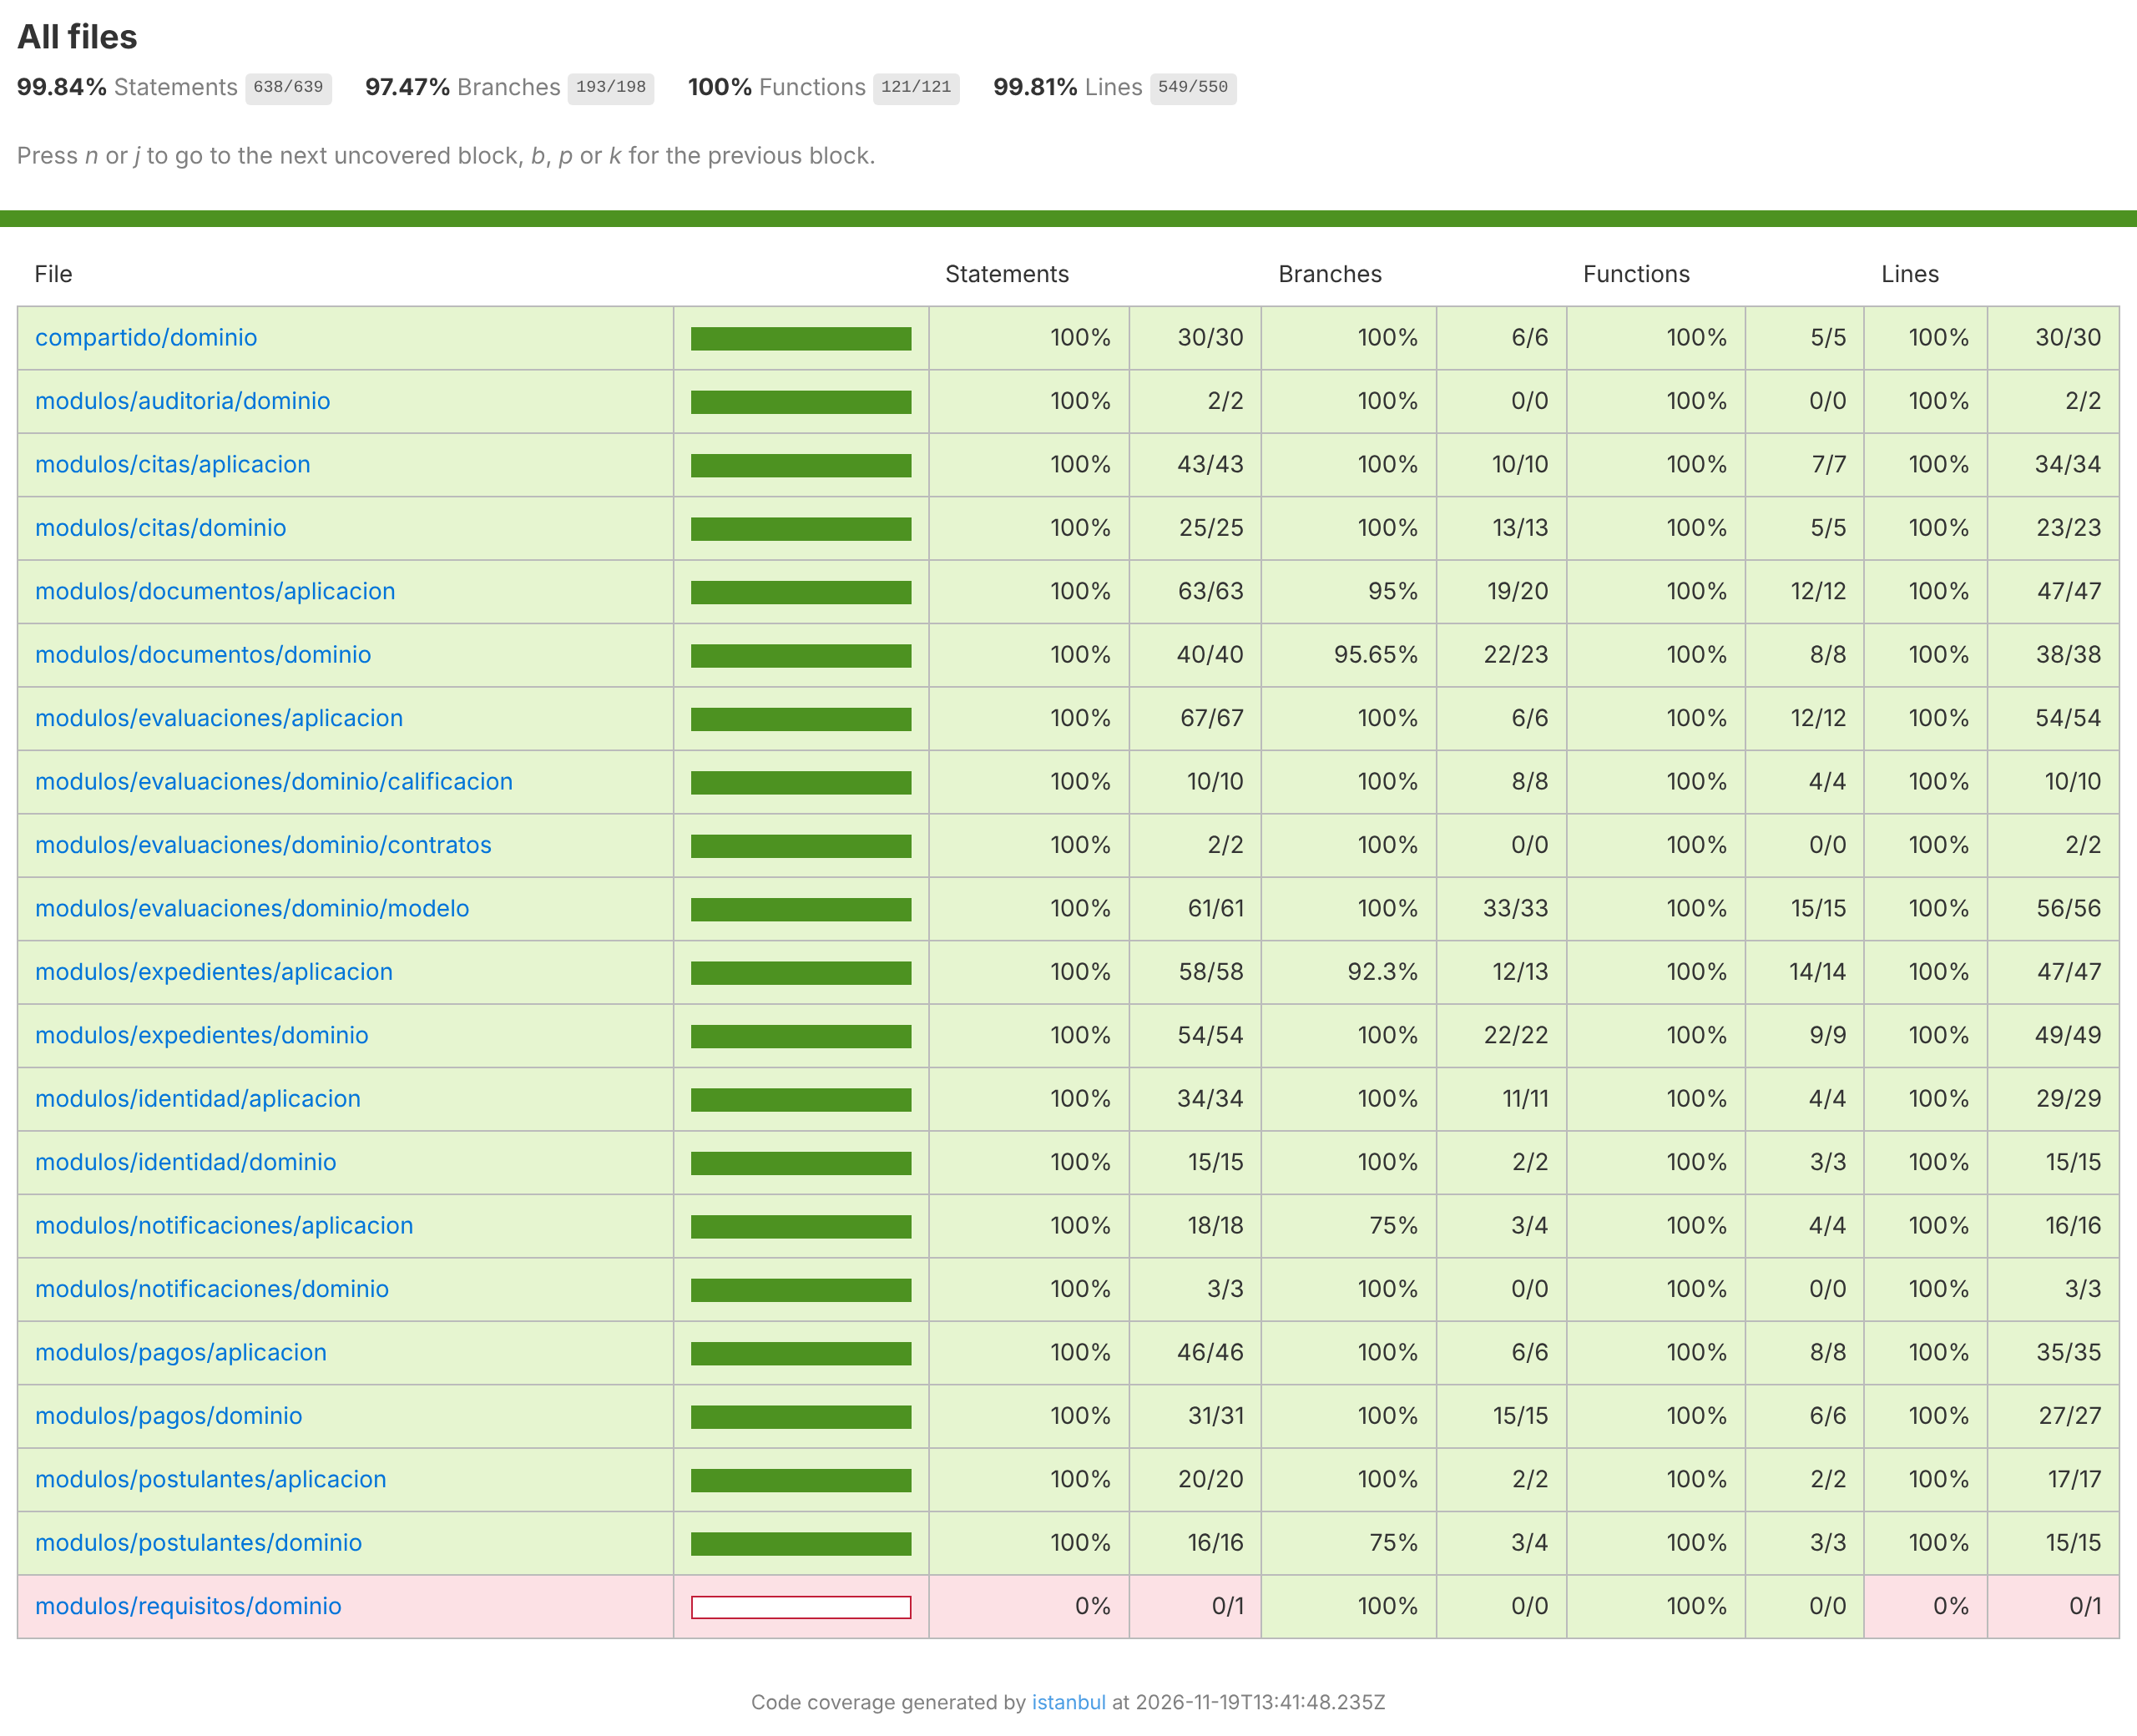 All files
99.84% Statements 638/639 97.47% Branches 193/198 100% Functions 121/121 99.81% Lines 549/550
Press n or j to go to the next uncovered block, b, p or k for the previous block.
File Statements Branches Functions Lines
compartido/dominio 100% 30/30 100% 6/6 100% 5/5 100% 30/30
modulos/auditoria/dominio 100% 2/2 100% 0/0 100% 0/0 100% 2/2
modulos/citas/aplicacion 100% 43/43 100% 10/10 100% 7/7 100% 34/34
modulos/citas/dominio 100% 25/25 100% 13/13 100% 5/5 100% 23/23
modulos/documentos/aplicacion 100% 63/63 95% 19/20 100% 12/12 100% 47/47
modulos/documentos/dominio 100% 40/40 95.65% 22/23 100% 8/8 100% 38/38
modulos/evaluaciones/aplicacion 100% 67/67 100% 6/6 100% 12/12 100% 54/54
modulos/evaluaciones/dominio/calificacion 100% 10/10 100% 8/8 100% 4/4 100% 10/10
modulos/evaluaciones/dominio/contratos 100% 2/2 100% 0/0 100% 0/0 100% 2/2
modulos/evaluaciones/dominio/modelo 100% 61/61 100% 33/33 100% 15/15 100% 56/56
modulos/expedientes/aplicacion 100% 58/58 92.3% 12/13 100% 14/14 100% 47/47
modulos/expedientes/dominio 100% 54/54 100% 22/22 100% 9/9 100% 49/49
modulos/identidad/aplicacion 100% 34/34 100% 11/11 100% 4/4 100% 29/29
modulos/identidad/dominio 100% 15/15 100% 2/2 100% 3/3 100% 15/15
modulos/notificaciones/aplicacion 100% 18/18 75% 3/4 100% 4/4 100% 16/16
modulos/notificaciones/dominio 100% 3/3 100% 0/0 100% 0/0 100% 3/3
modulos/pagos/aplicacion 100% 46/46 100% 6/6 100% 8/8 100% 35/35
modulos/pagos/dominio 100% 31/31 100% 15/15 100% 6/6 100% 27/27
modulos/postulantes/aplicacion 100% 20/20 100% 2/2 100% 2/2 100% 17/17
modulos/postulantes/dominio 100% 16/16 75% 3/4 100% 3/3 100% 15/15
modulos/requisitos/dominio 0% 0/1 100% 0/0 100% 0/0 0% 0/1
Code coverage generated by istanbul at 2026-11-19T13:41:48.235Z